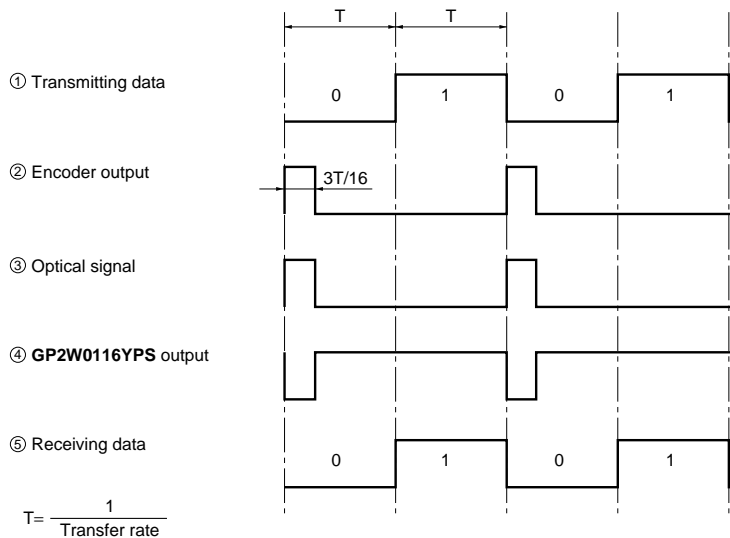 T T
① Transmitting data
0 1 0 1
② Encoder output
3T/16
③ Optical signal
④ GP2W0116YPS output
⑤ Receiving data
0 1 0 1
T= 1
Transfer rate